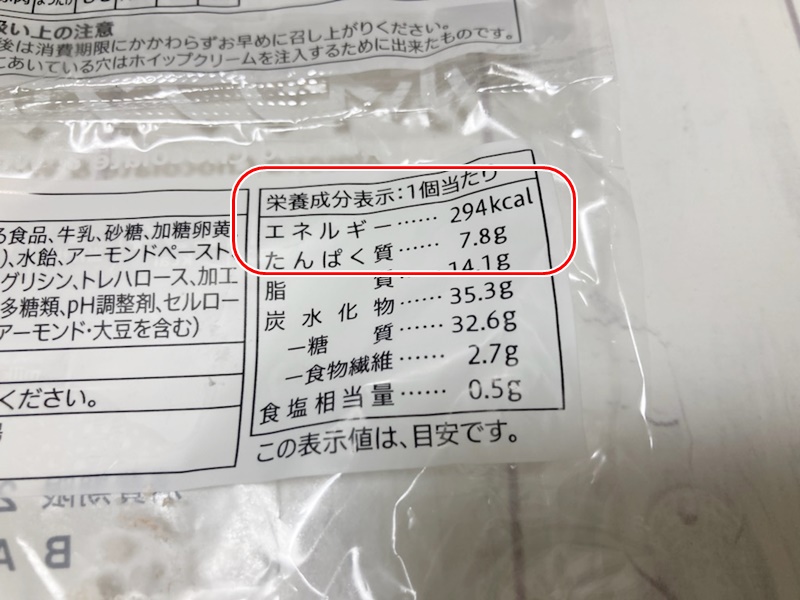 扱い上の注意
後は消費期限にかかわらずお早めに召し上がりください。
にあいている穴はホイップクリームを注入するために出来たものです。
栄養成分表示:1個当たり
エネルギー…… 294kcal
たんぱく質…… 7.8g
脂質 14.1g
炭水化物…… 35.3g
―糖質…… 32.6g
―食物繊維…… 2.7g
食塩相当量…… 0.5g
この表示値は、目安です。
る食品、牛乳、砂糖、加糖卵黄、
)、水飴、アーモンドペースト、
グリシン、トレハロース、加工
多糖類、pH調整剤、セルロー
アーモンド・大豆を含む)
ください。